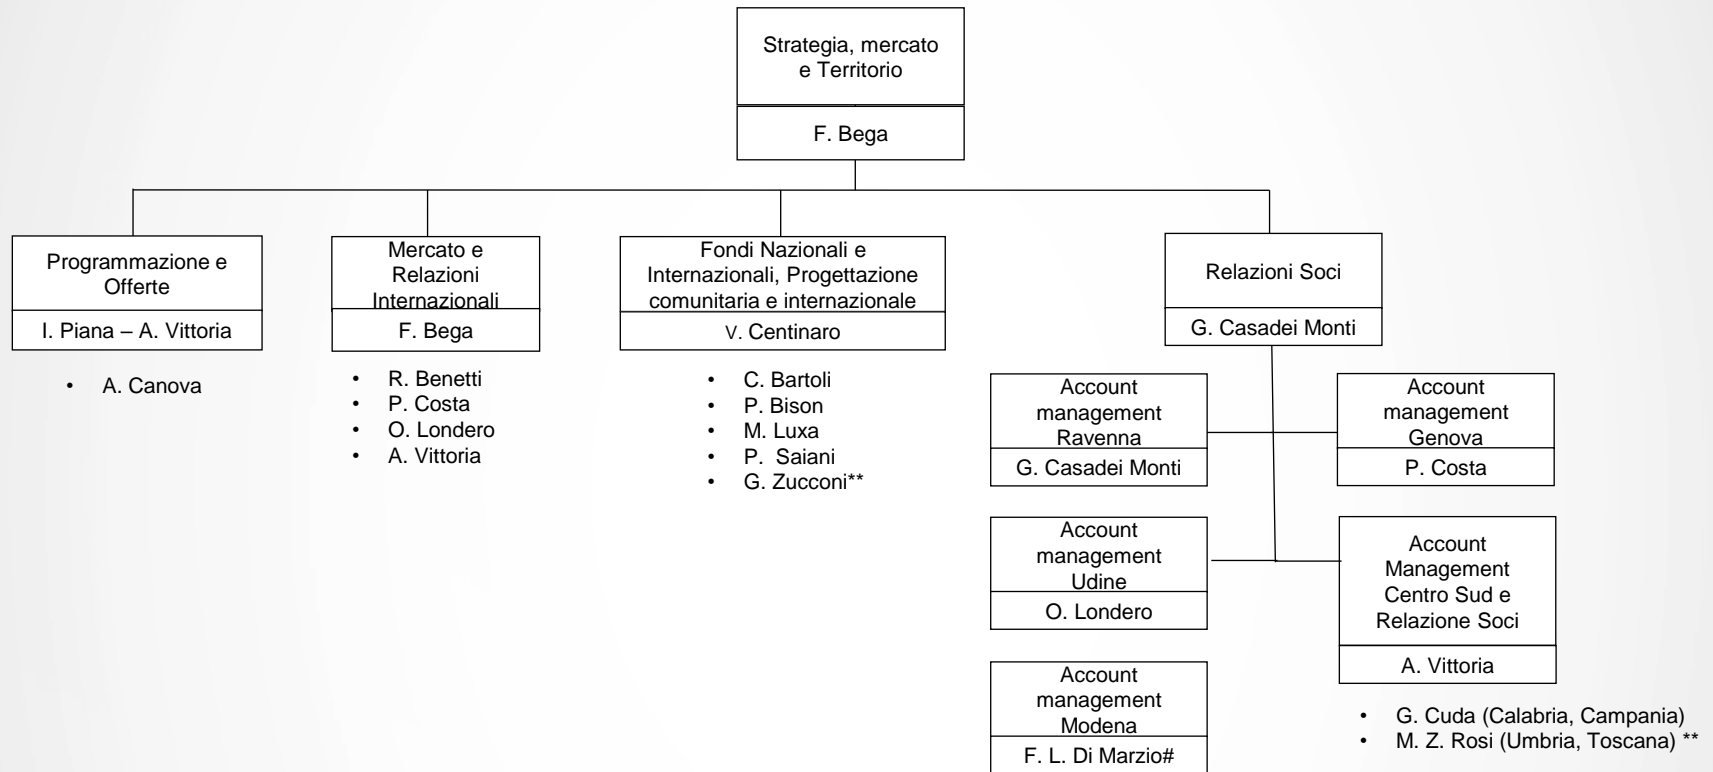 Strategia, mercato
e Territorio
F. Bega
Programmazione e
Offerte
I. Piana – A. Vittoria
• A. Canova
Mercato e
Relazioni
Internazionali
F. Bega
• R. Benetti
• P. Costa
• O. Londero
• A. Vittoria
Fondi Nazionali e
Internazionali, Progettazione
comunitaria e internazionale
V. Centinaro
• C. Bartoli
• P. Bison
• M. Luxa
• P. Saiani
• G. Zucconi**
Relazioni Soci
G. Casadei Monti
Account
management
Ravenna
G. Casadei Monti
Account
management
Genova
P. Costa
Account
management
Udine
O. Londero
Account
Management
Centro Sud e
Relazione Soci
A. Vittoria
• G. Cuda (Calabria, Campania)
• M. Z. Rosi (Umbria, Toscana) **
Account
management
Modena
F. L. Di Marzio#